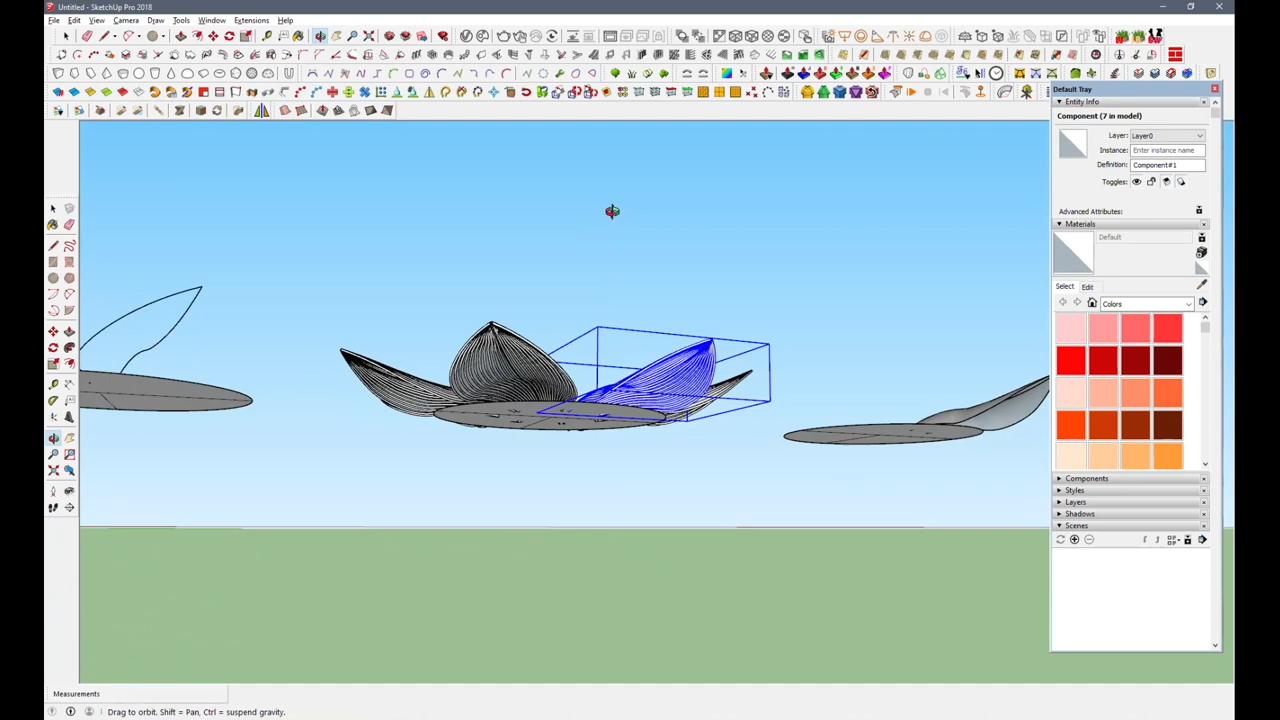 Untitled - SketchUp Pro 2018
File Edit View Camera Draw Tools Window Extensions Help
Default Tray
Entity Info
Component (7 in model)
Layer: Layer0
Instance: Enter instance name
Definition: Component#1
Toggles:
Advanced Attributes:
Materials
Default
Select Edit
Colors
Components
Styles
Layers
Shadows
Scenes
Measurements
Drag to orbit. Shift = Pan, Ctrl = suspend gravity.